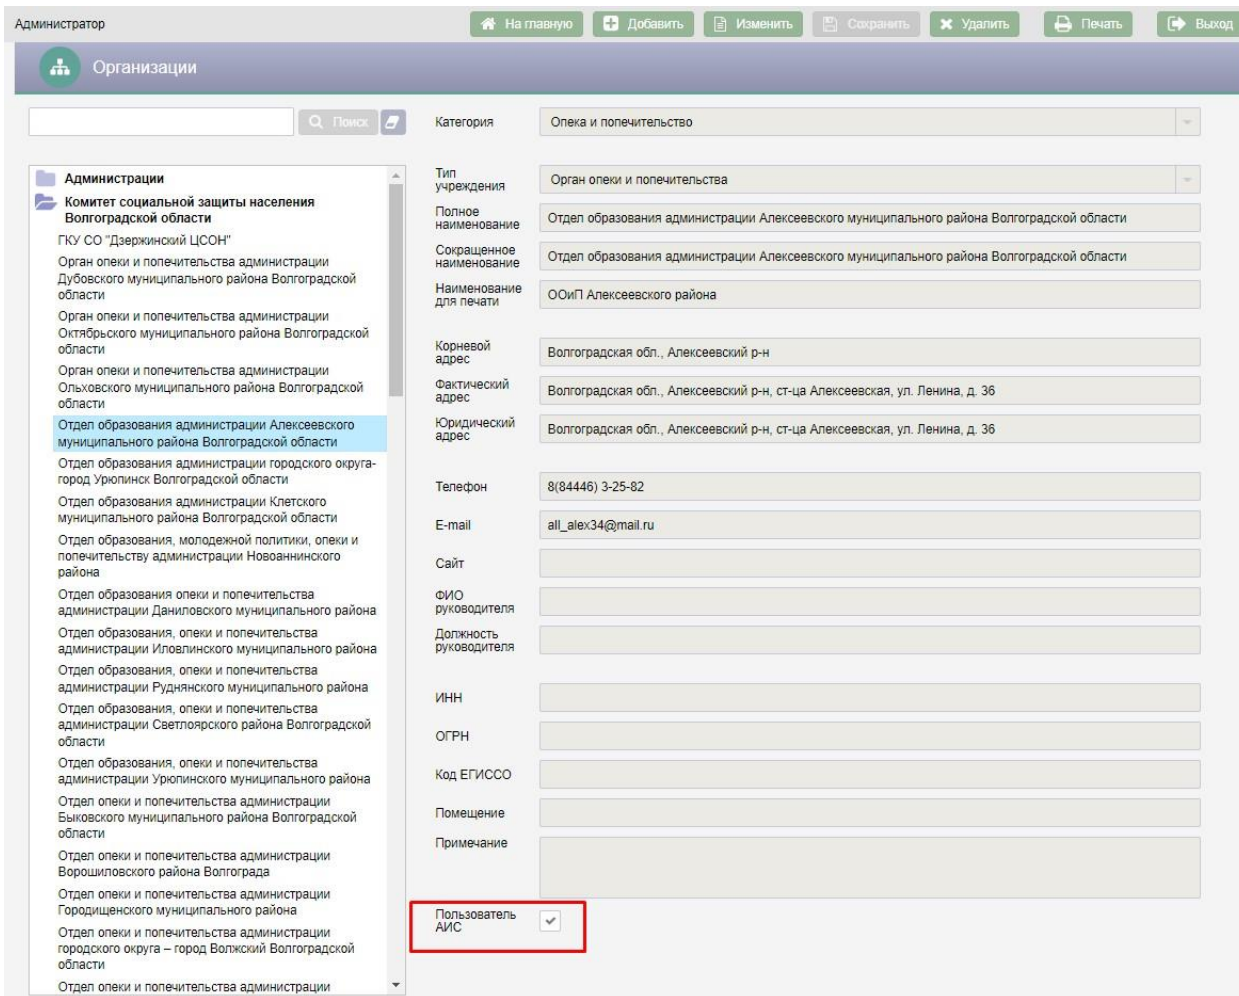 Администратор
На главную
Добавить
Изменить
Сохранить
Удалить
Печать
Выход
Организации
Поиск
Администрации
Комитет социальной защиты населения
Волгоградской области
ГКУ СО "Дзержинский ЦСОН"
Орган опеки и попечительства администрации
Дубовского муниципального района Волгоградской
области
Орган опеки и попечительства администрации
Октябрьского муниципального района Волгоградской
области
Орган опеки и попечительства администрации
Ольховского муниципального района Волгоградской
области
Отдел образования администрации Алексеевского
муниципального района Волгоградской области
Отдел образования администрации городского округа-
город Урюпинск Волгоградской области
Отдел образования администрации Клетского
муниципального района Волгоградской области
Отдел образования, молодежной политики, опеки и
попечительству администрации Новоаннинского
района
Отдел образования опеки и попечительства
администрации Даниловского муниципального района
Отдел образования, опеки и попечительства
администрации Иловлинского муниципального района
Отдел образования, опеки и попечительства
администрации Руднянского муниципального района
Отдел образования, опеки и попечительства
администрации Светлоярского района Волгоградской
области
Отдел образования, опеки и попечительства
администрации Урюпинского муниципального района
Отдел опеки и попечительства администрации
Быковского муниципального района Волгоградской
области
Отдел опеки и попечительства администрации
Ворошиловского района Волгограда
Отдел опеки и попечительства администрации
Городищенского муниципального района
Отдел опеки и попечительства администрации
городского округа – город Волжский Волгоградской
области
Отдел опеки и попечительства администрации
Категория
Опека и попечительство
Тип
учреждения
Орган опеки и попечительства
Полное
наименование
Отдел образования администрации Алексеевского муниципального района Волгоградской области
Сокращенное
наименование
Отдел образования администрации Алексеевского муниципального района Волгоградской области
Наименование
для печати
ООиП Алексеевского района
Корневой
адрес
Волгоградская обл., Алексеевский р-н
Фактический
адрес
Волгоградская обл., Алексеевский р-н, ст-ца Алексеевская, ул. Ленина, д. 36
Юридический
адрес
Волгоградская обл., Алексеевский р-н, ст-ца Алексеевская, ул. Ленина, д. 36
Телефон
8(84446) 3-25-82
E-mail
all_alex34@mail.ru
Сайт
ФИО
руководителя
Должность
руководителя
ИНН
ОГРН
Код ЕГИССО
Помещение
Примечание
Пользователь
АИС